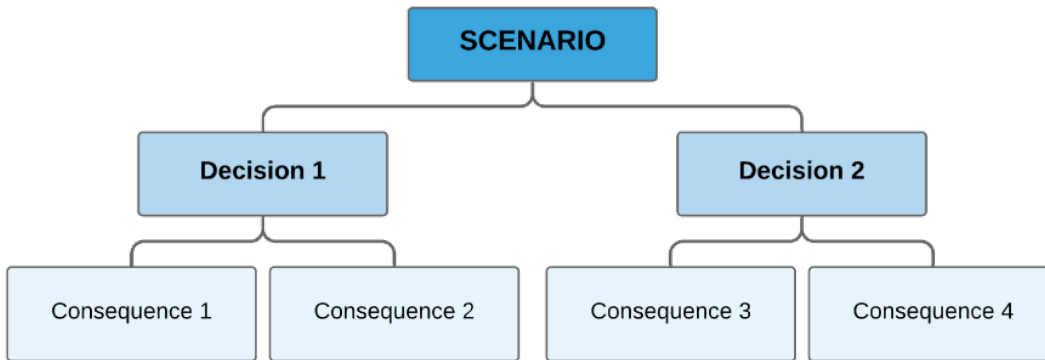 SCENARIO
Decision 1
Decision 2
Consequence 1
Consequence 2
Consequence 3
Consequence 4